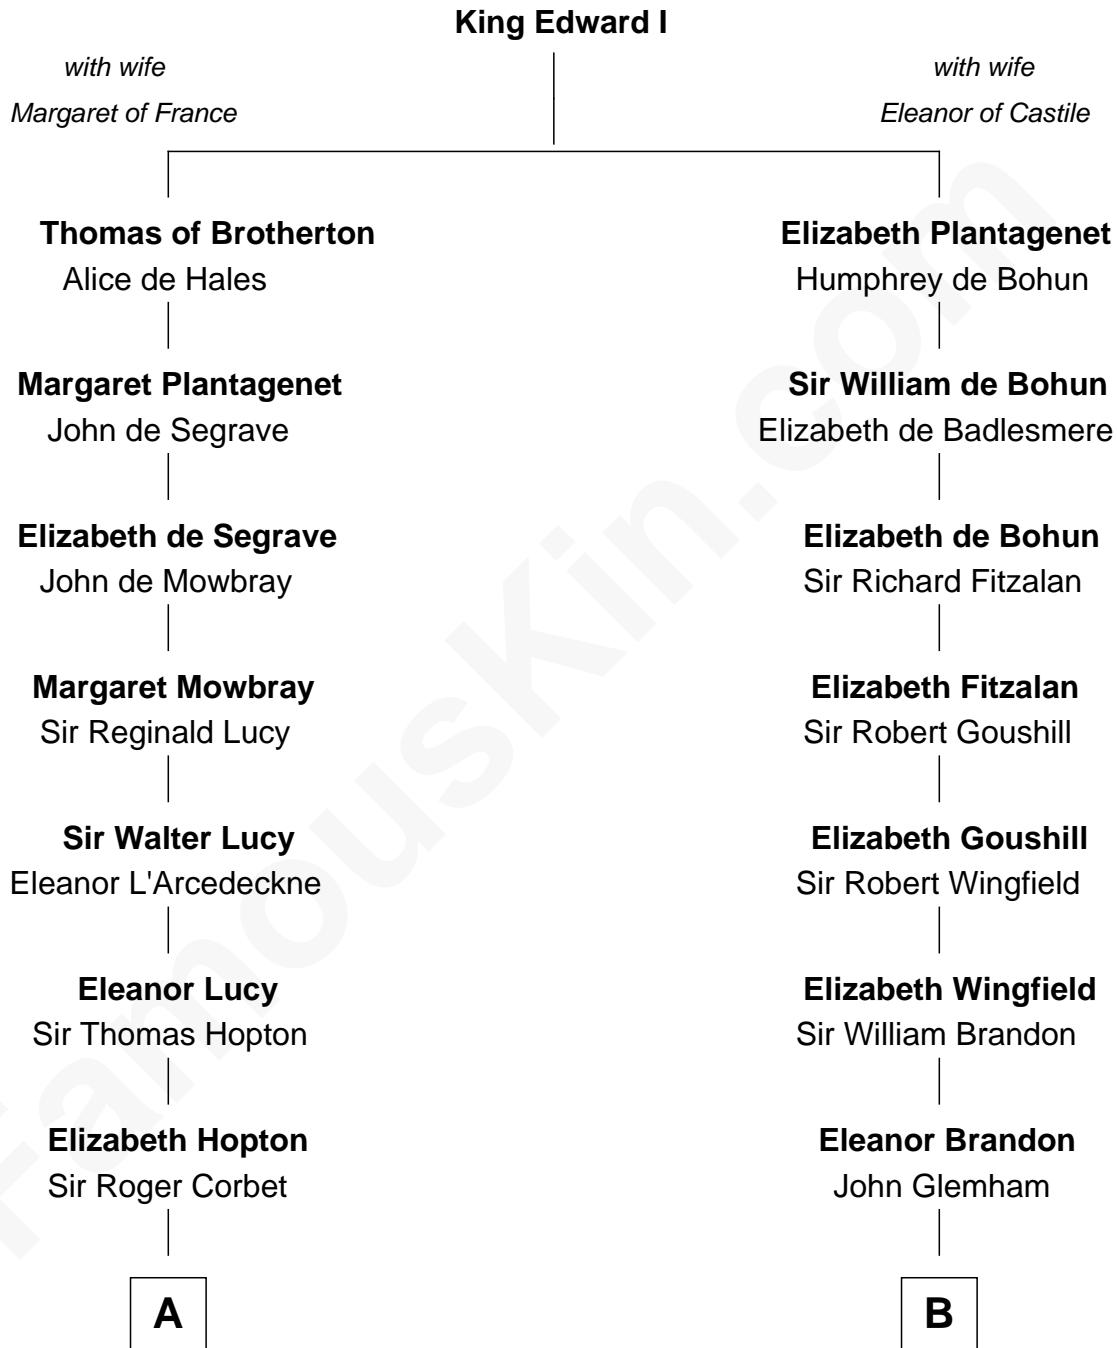 King Edward I
with wife
Margaret of France
with wife
Eleanor of Castile
Thomas of Brotherton
Alice de Hales
Elizabeth Plantagenet
Humphrey de Bohun
Margaret Plantagenet
John de Segrave
Sir William de Bohun
Elizabeth de Badlesmere
Elizabeth de Segrave
John de Mowbray
Elizabeth de Bohun
Sir Richard Fitzalan
Margaret Mowbray
Sir Reginald Lucy
Elizabeth Fitzalan
Sir Robert Goushill
Sir Walter Lucy
Eleanor L'Arcedeckne
Elizabeth Goushill
Sir Robert Wingfield
Eleanor Lucy
Sir Thomas Hopton
Elizabeth Wingfield
Sir William Brandon
Elizabeth Hopton
Sir Roger Corbet
Eleanor Brandon
John Glemham
A
B
FamousKin.com